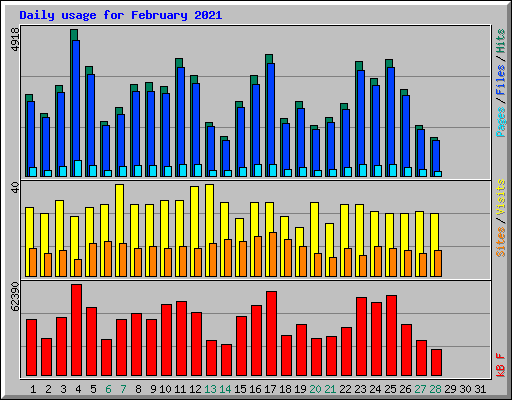 Daily usage for February 2021
4918
Pages / Files / Hits
40
Sites / Visits
62390
kB F
1 2 3 4 5 6 7 8 9 10 11 12 13 14 15 16 17 18 19 20 21 22 23 24 25 26 27 28 29 30 31